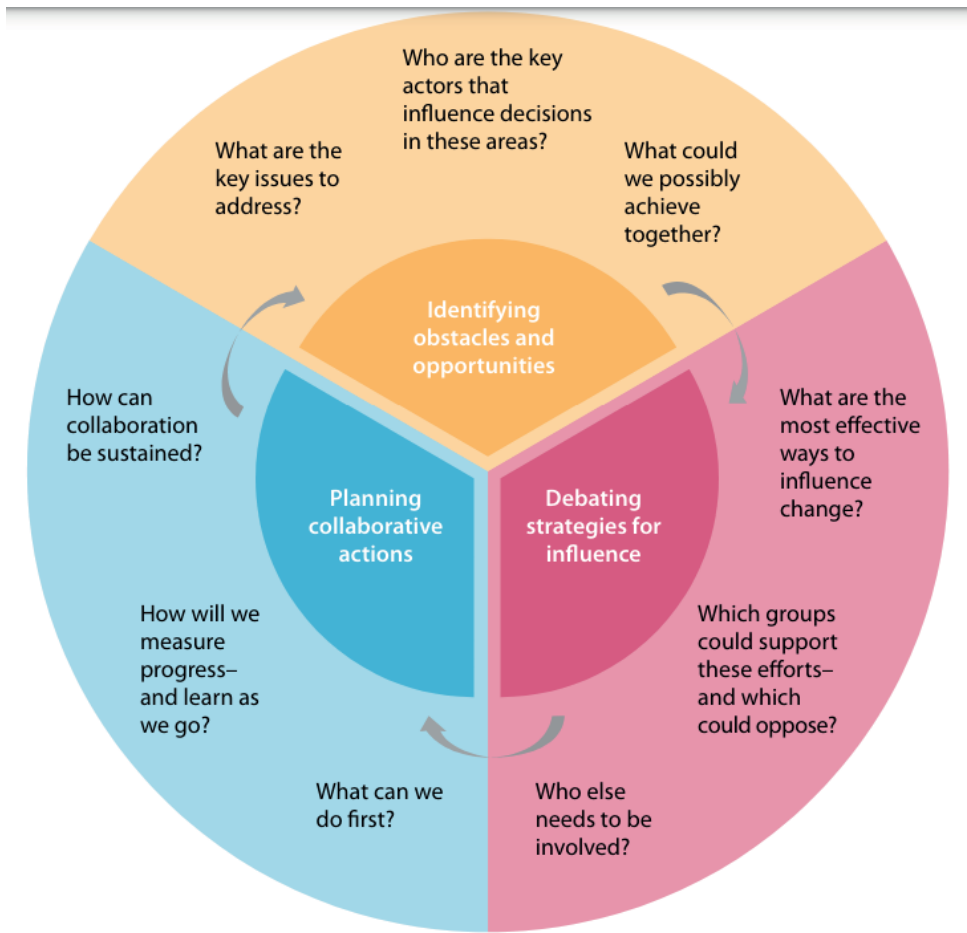 Who are the key
actors that
influence decisions
in these areas?
What are the
key issues to
address?
What could
we possibly
achieve
together?
Identifying
obstacles and
opportunities
How can
collaboration
be sustained?
What are the
most effective
ways to
influence
change?
Planning
collaborative
actions
Debating
strategies for
influence
How will we
measure
progress–
and learn as
we go?
Which groups
could support
these efforts–
and which
could oppose?
What can we
do first?
Who else
needs to be
involved?